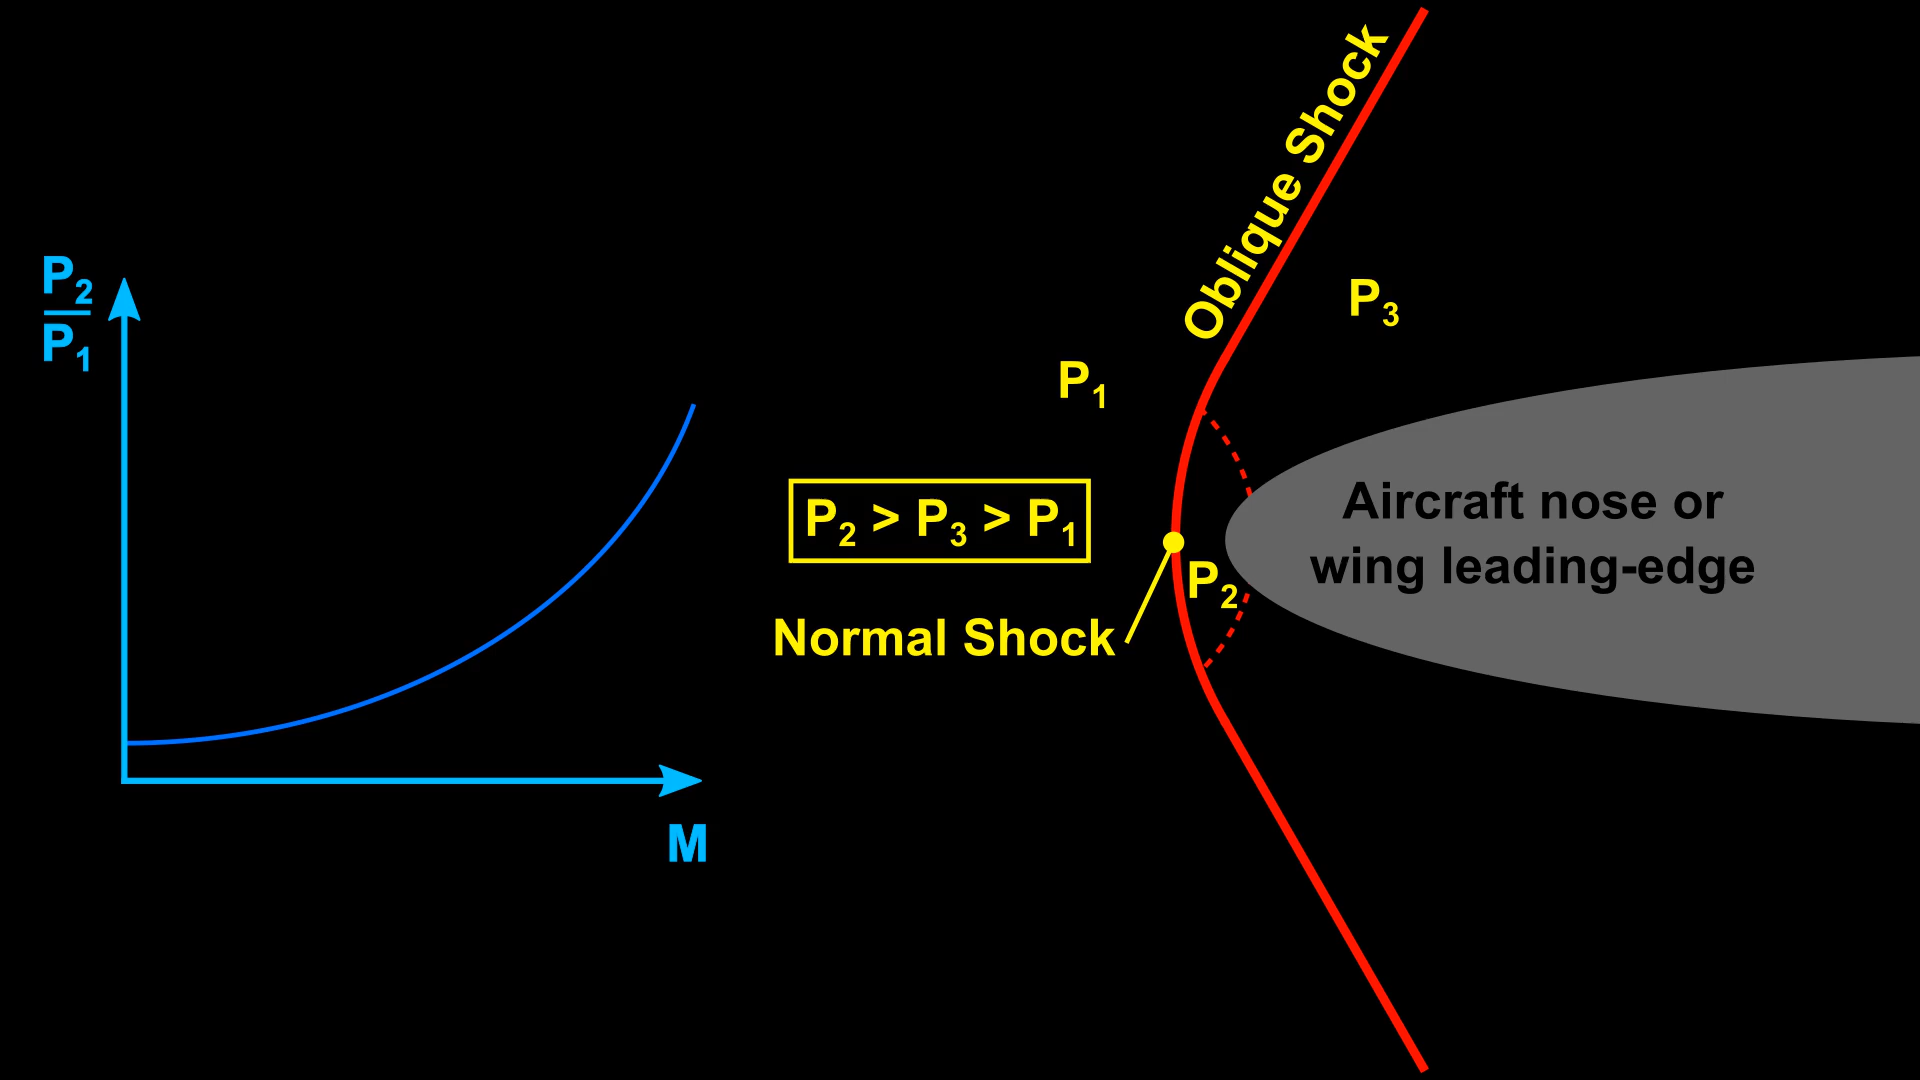 P₂
P₁
M
Oblique Shock
P₃
P₁
P₂ > P₃ > P₁
P₂
Normal Shock
Aircraft nose or
wing leading-edge